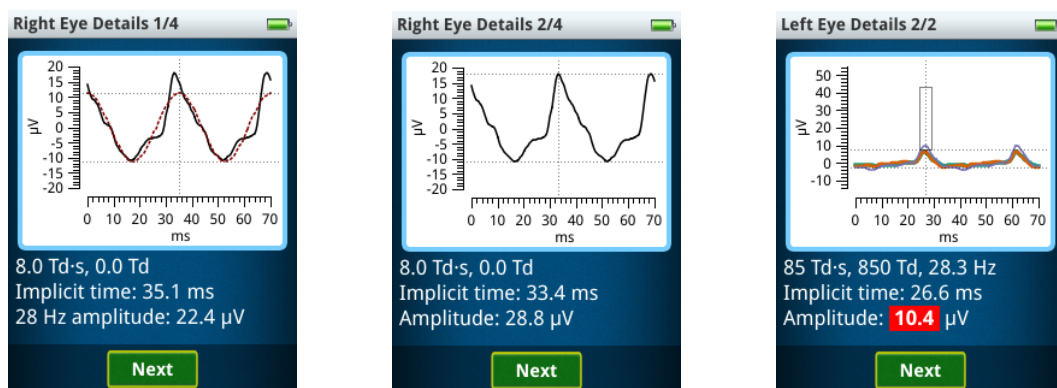 Right Eye Details 1/4
20
15
10
5
0
-5
-10
-15
-20
µV
0 10 20 30 40 50 60 70
ms
8.0 Td·s, 0.0 Td
Implicit time: 35.1 ms
28 Hz amplitude: 22.4 µV
Next
Right Eye Details 2/4
20
15
10
5
0
-5
-10
-15
-20
µV
0 10 20 30 40 50 60 70
ms
8.0 Td·s, 0.0 Td
Implicit time: 33.4 ms
Amplitude: 28.8 µV
Next
Left Eye Details 2/2
50
40
30
20
10
0
-10
µV
0 10 20 30 40 50 60 70
ms
85 Td·s, 850 Td, 28.3 Hz
Implicit time: 26.6 ms
Amplitude: 10.4 µV
Next